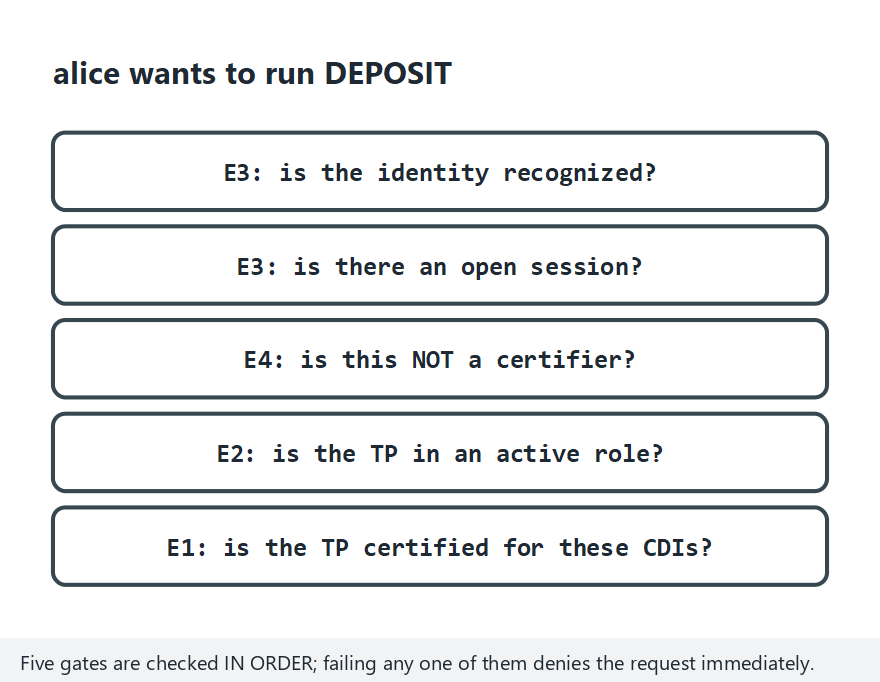 alice wants to run DEPOSIT
E3: is the identity recognized?
E3: is there an open session?
E4: is this NOT a certifier?
E2: is the TP in an active role?
E1: is the TP certified for these CDIs?
Five gates are checked IN ORDER; failing any one of them denies the request immediately.